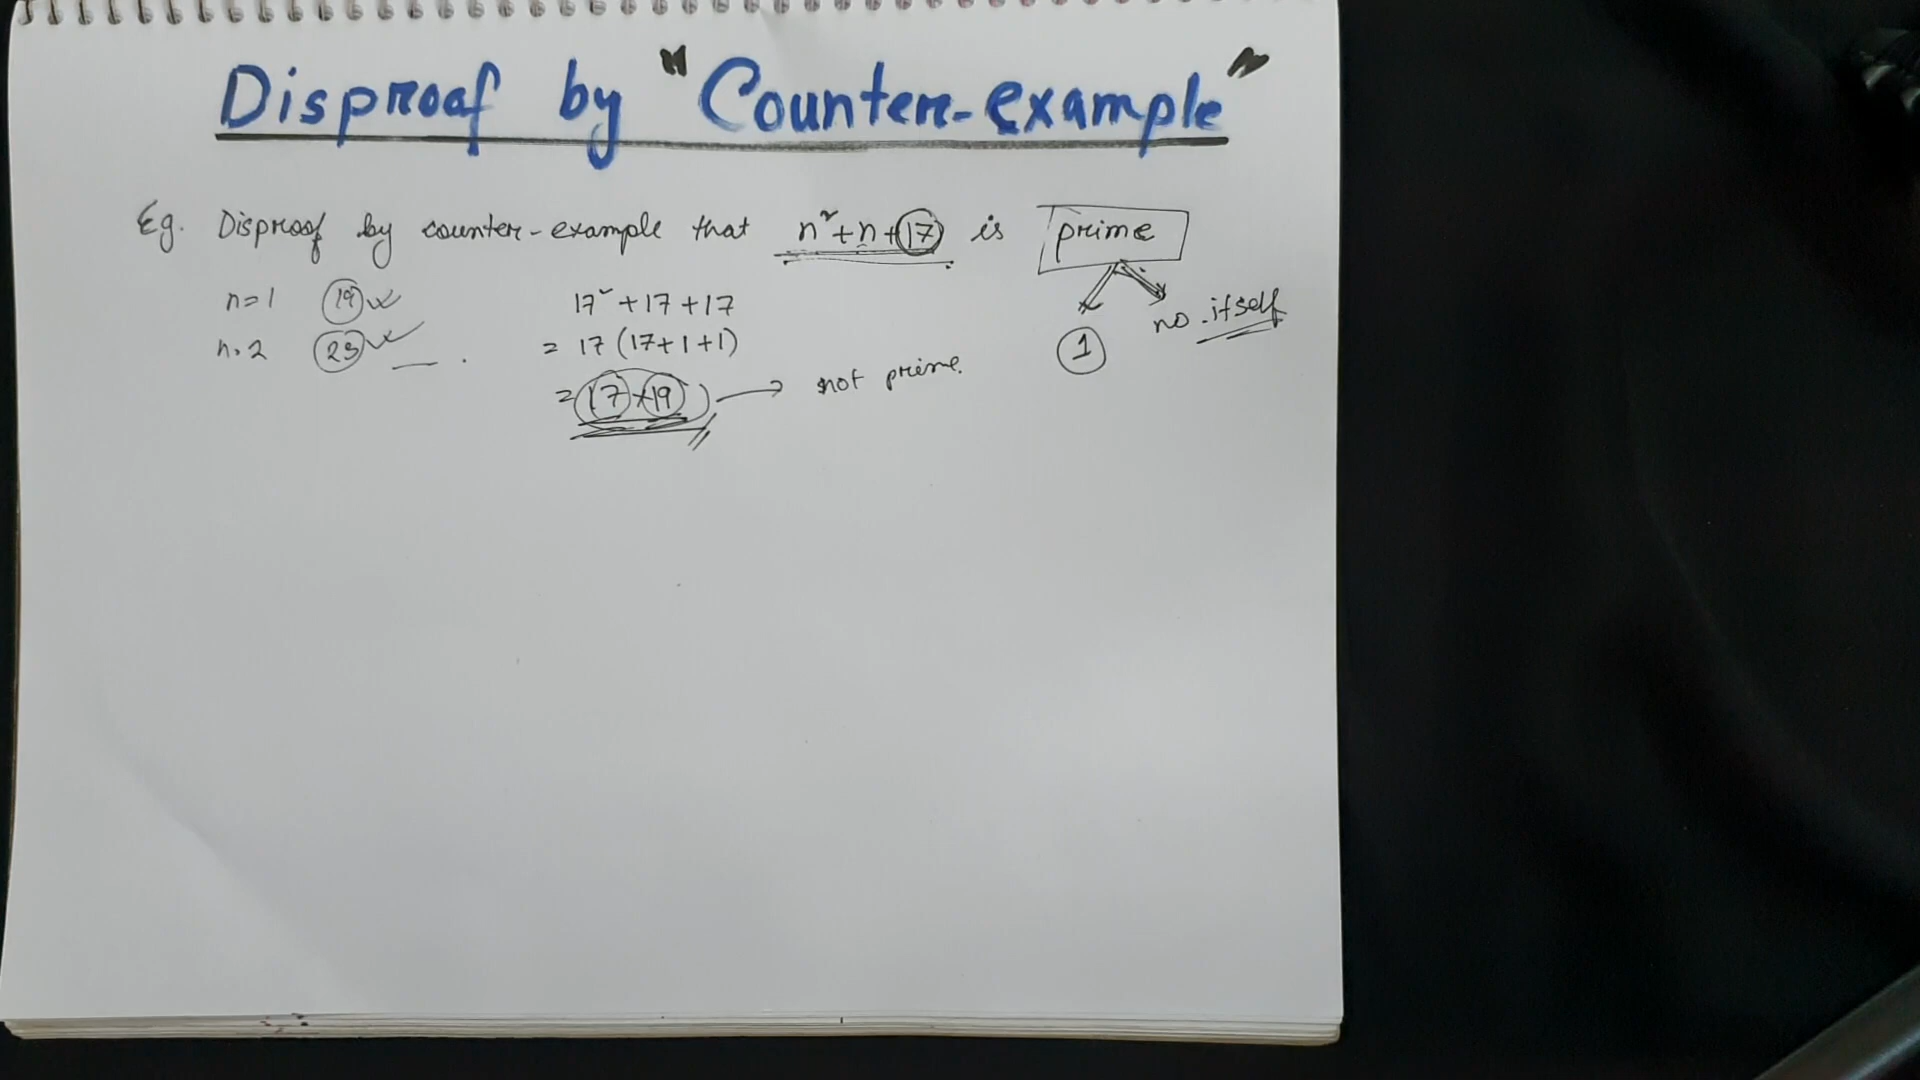 Disproof by "Counter-example"
Eg. Disproof by counter-example that n²+n+17 is prime
n=1 19
n=2 23
17²+17+17
= 17 (17+1+1)
= 17×19 → not prime.
1
no. itself